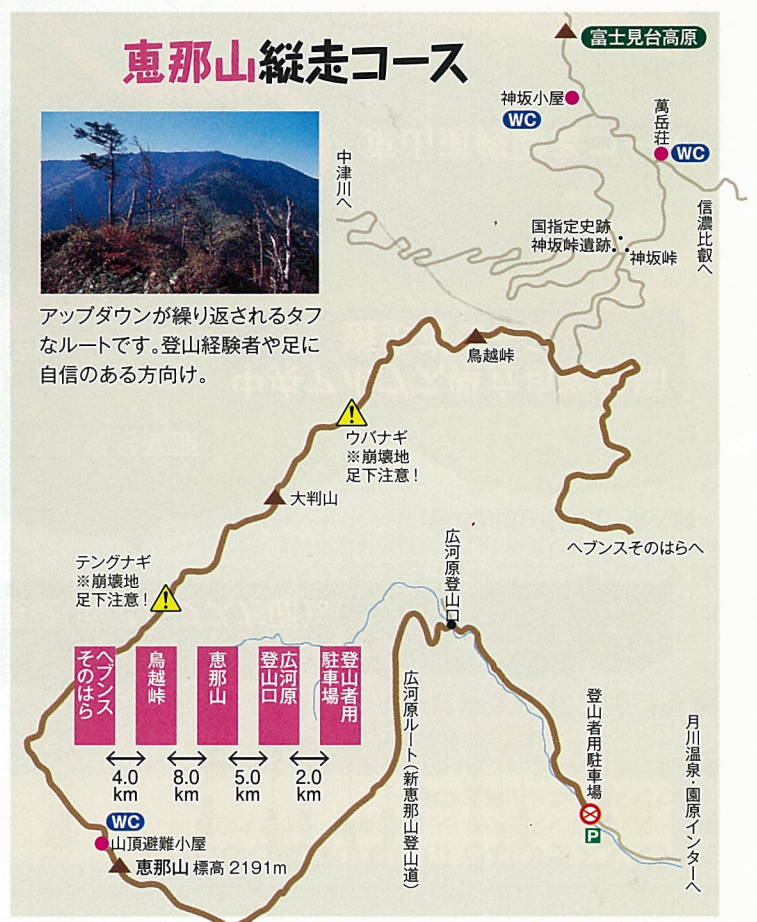 恵那山縦走コース
富士見台高原
神坂小屋
WC
萬岳荘
WC
中津川へ
信濃比叡へ
国指定史跡
神坂峠遺跡
神坂峠
アップダウンが繰り返されるタフ
なルートです。登山経験者や足に
自信のある方向け。
鳥越峠
ウバナギ
※崩壊地
足下注意!
大判山
ヘブンスそのはらへ
テングナギ
※崩壊地
足下注意!
広河原登山口
ヘブンス
そのはら
鳥越峠
恵那山
広河原
登山口
登山者用
駐車場
4.0
km
8.0
km
5.0
km
2.0
km
広河原ルート(新恵那山登山道)
登山者用駐車場
P
月川温泉・園原インターへ
WC
山頂避難小屋
恵那山 標高2191m